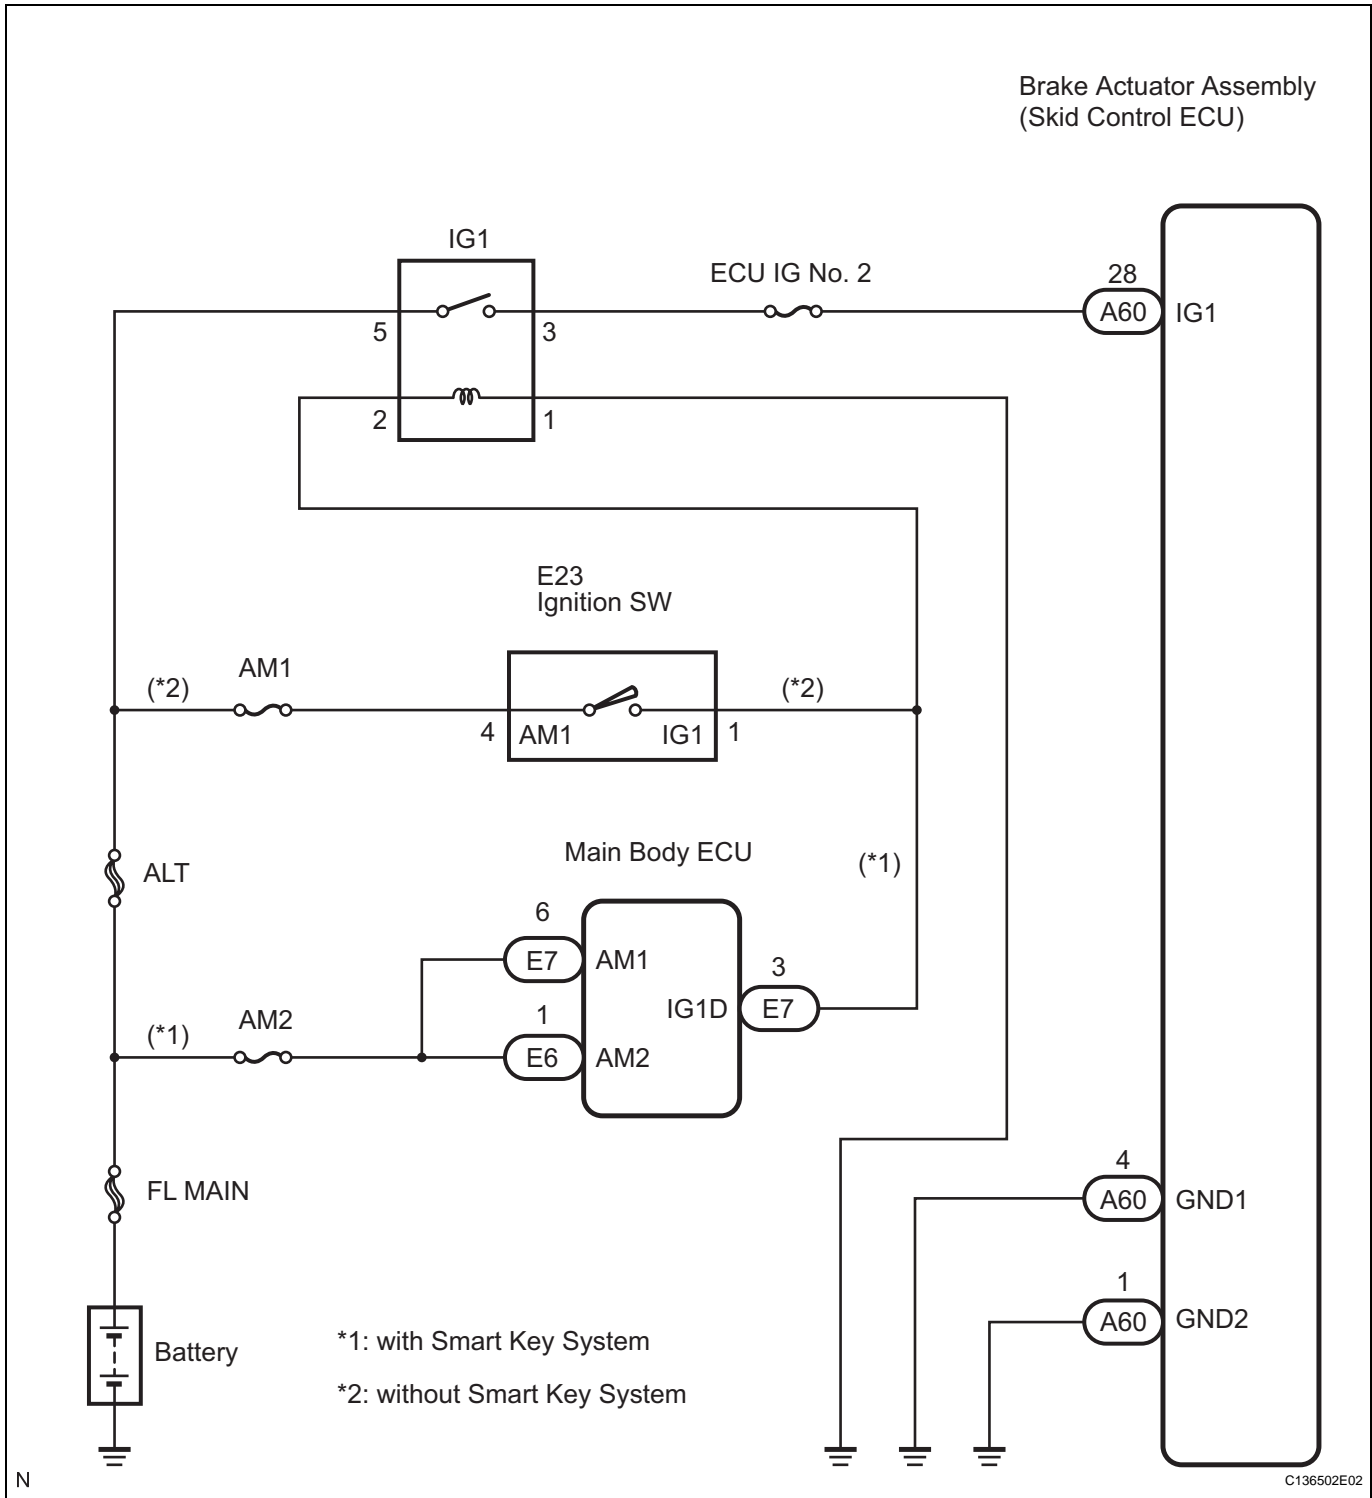 Brake Actuator Assembly
(Skid Control ECU)
IG1
ECU IG No. 2
28
A60
IG1
5
3
2
1
E23
Ignition SW
AM1
(*2)
(*2)
4
AM1
IG1
1
ALT
Main Body ECU
(*1)
6
E7
AM1
3
IG1D
E7
AM2
(*1)
1
E6
AM2
4
A60
GND1
FL MAIN
1
A60
GND2
Battery
*1: with Smart Key System
*2: without Smart Key System
N
C136502E02